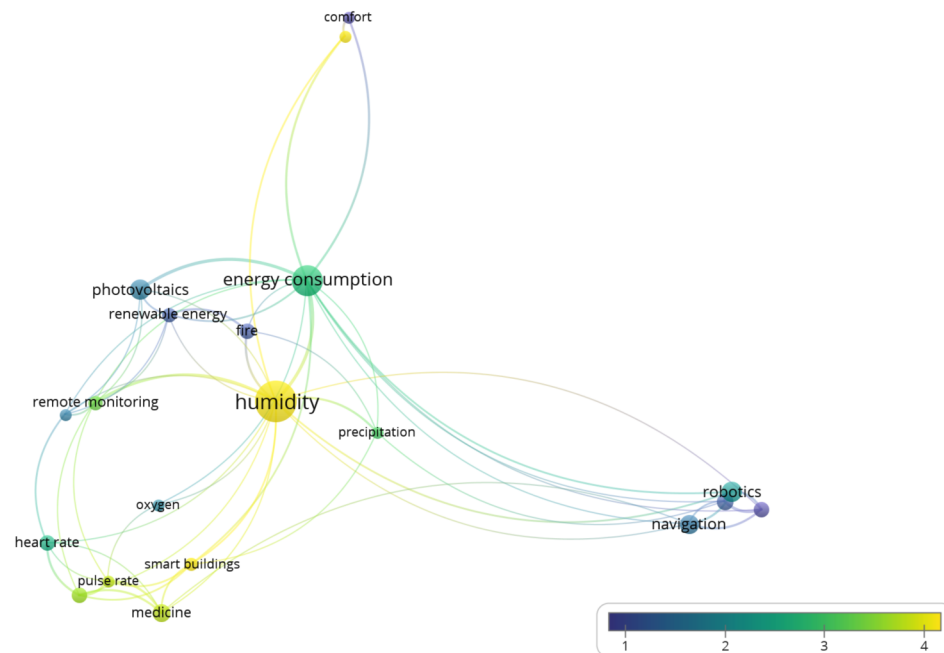 comfort
energy consumption
photovoltaics
renewable energy
fire
remote monitoring
humidity
precipitation
robotics
oxygen
navigation
heart rate
smart buildings
pulse rate
medicine
1 2 3 4